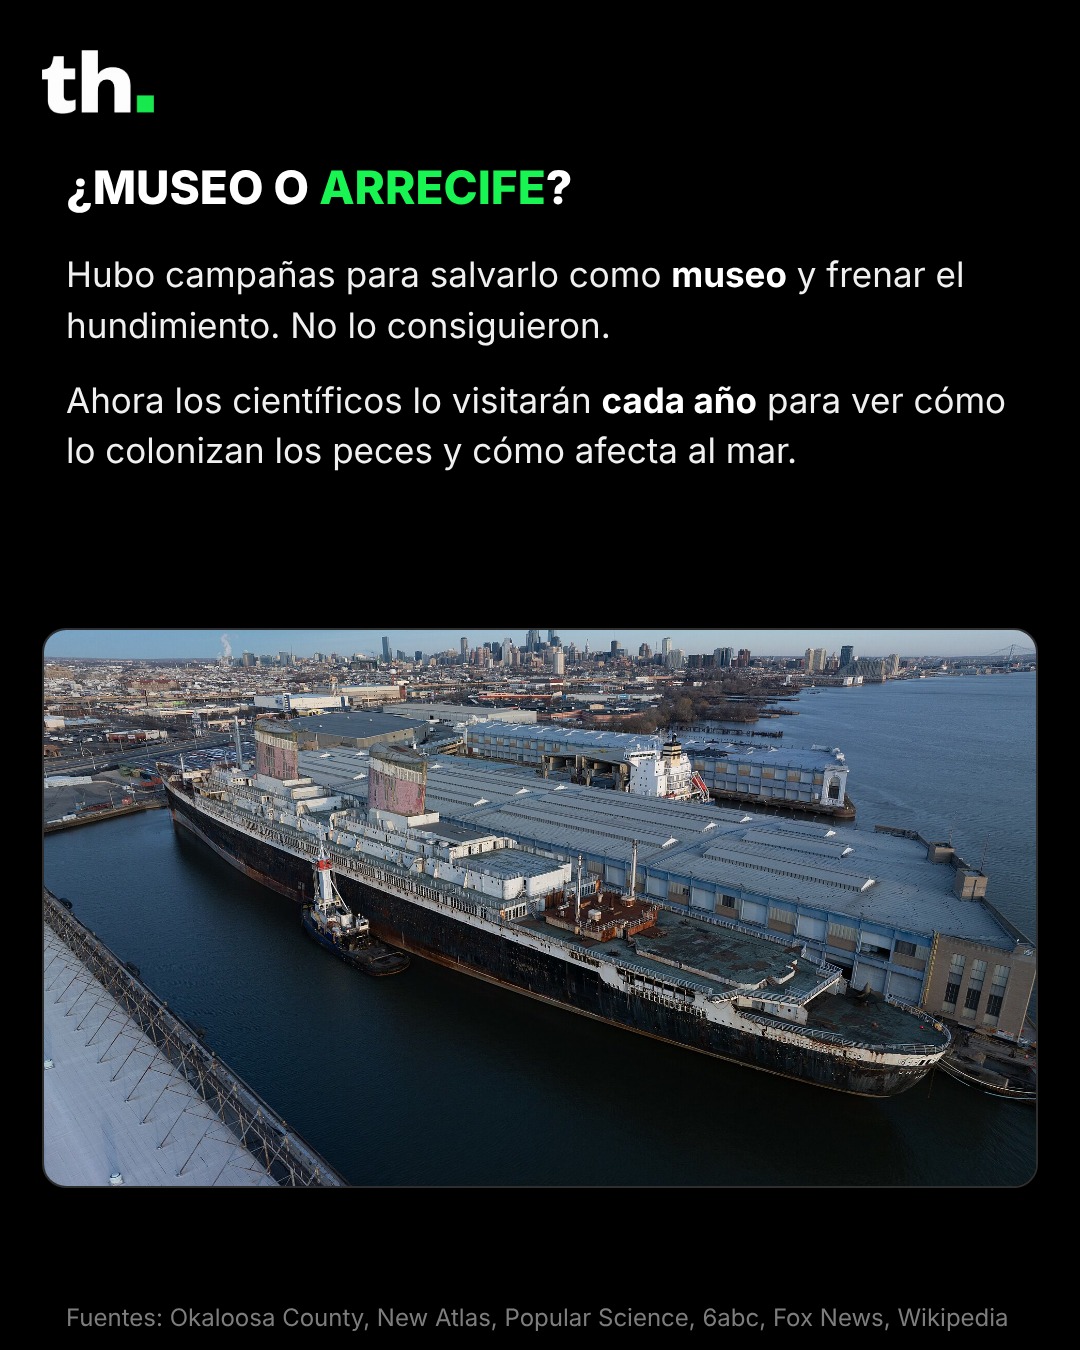 th.
¿MUSEO O ARRECIFE?
Hubo campañas para salvarlo como museo y frenar el
hundimiento. No lo consiguieron.
Ahora los científicos lo visitarán cada año para ver cómo
lo colonizan los peces y cómo afecta al mar.
Fuentes: Okaloosa County, New Atlas, Popular Science, 6abc, Fox News, Wikipedia